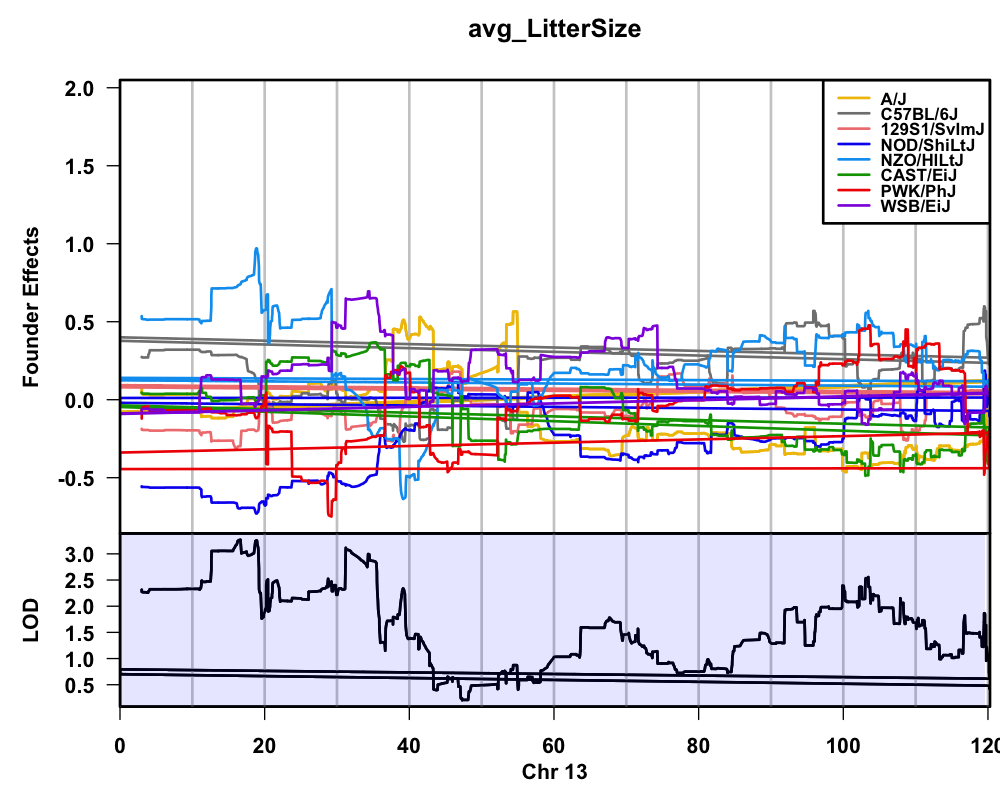 avg_LitterSize
2.0
1.5
1.0
0.5
0.0
-0.5
Founder Effects
A/J
C57BL/6J
129S1/SvImJ
NOD/ShiLtJ
NZO/HlLtJ
CAST/EiJ
PWK/PhJ
WSB/EiJ
3.0
2.5
2.0
1.5
1.0
0.5
LOD
0 20 40 60 80 100 120
Chr 13